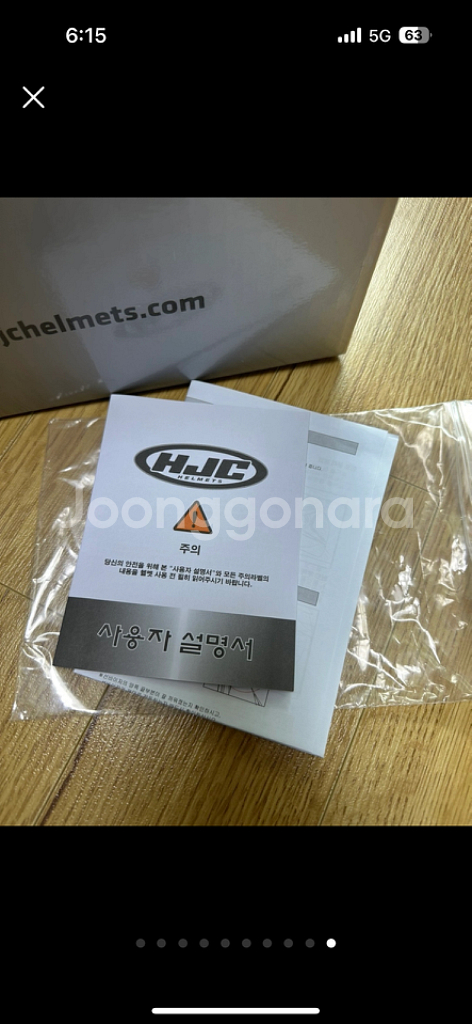 6:15
5G
63
jchelmets.com
HJC
HELMETS
Joonggonara
주의
당신의 안전을 위해 본 "사용자 설명서"와 모든 주의라벨의
내용을 헬멧 사용 전 필히 읽어주시기 바랍니다.
사용자 설명서